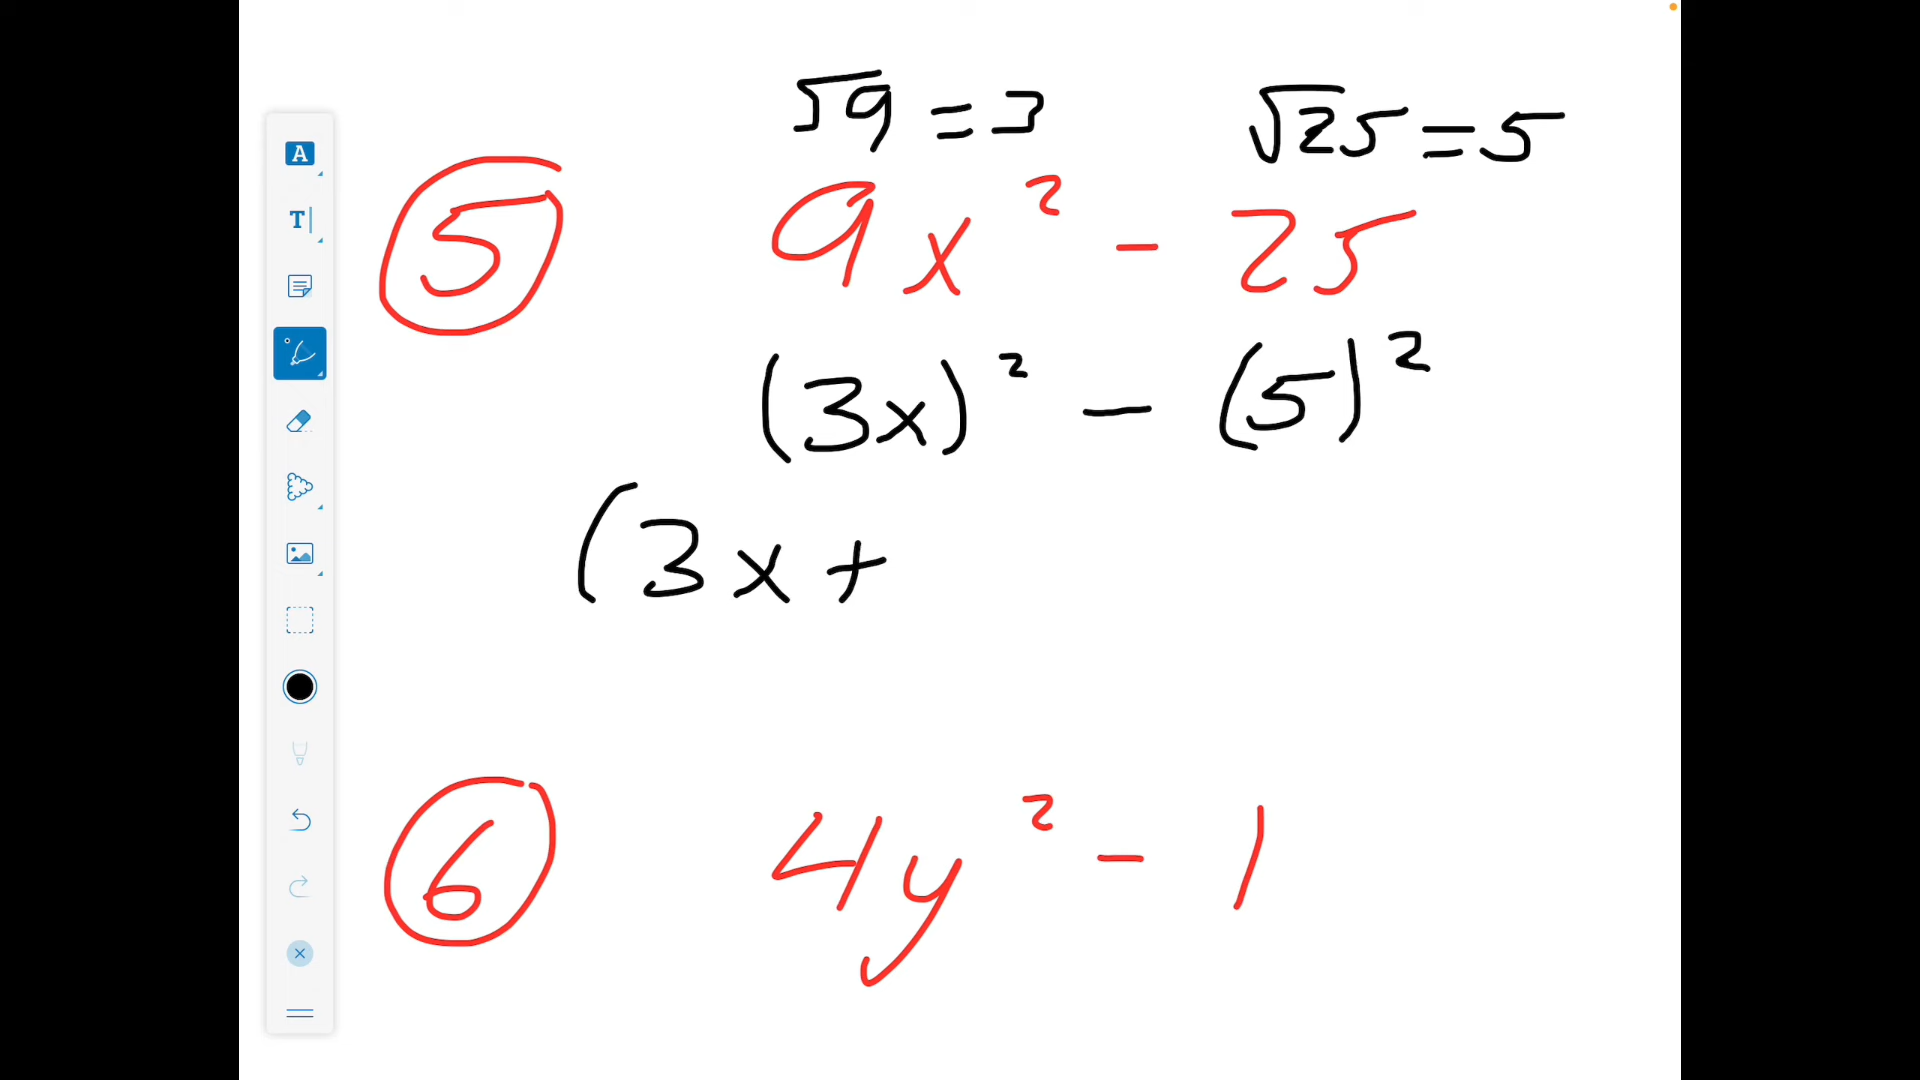 √9 = 3 √25 = 5
5 9x² - 25
(3x)² - (5)²
(3x +
6 4y² - 1
A
T